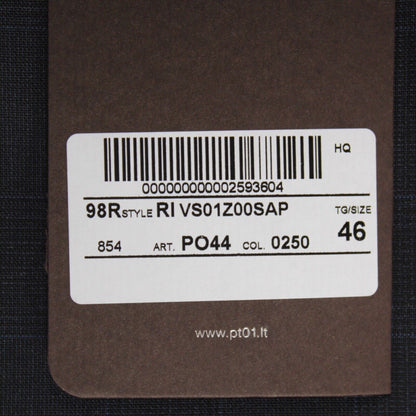 HQ
000000000002593604
98R STYLE RI VS01Z00SAP
TG/SIZE
46
854 ART. PO44 COL. 0250
www.pt01.it